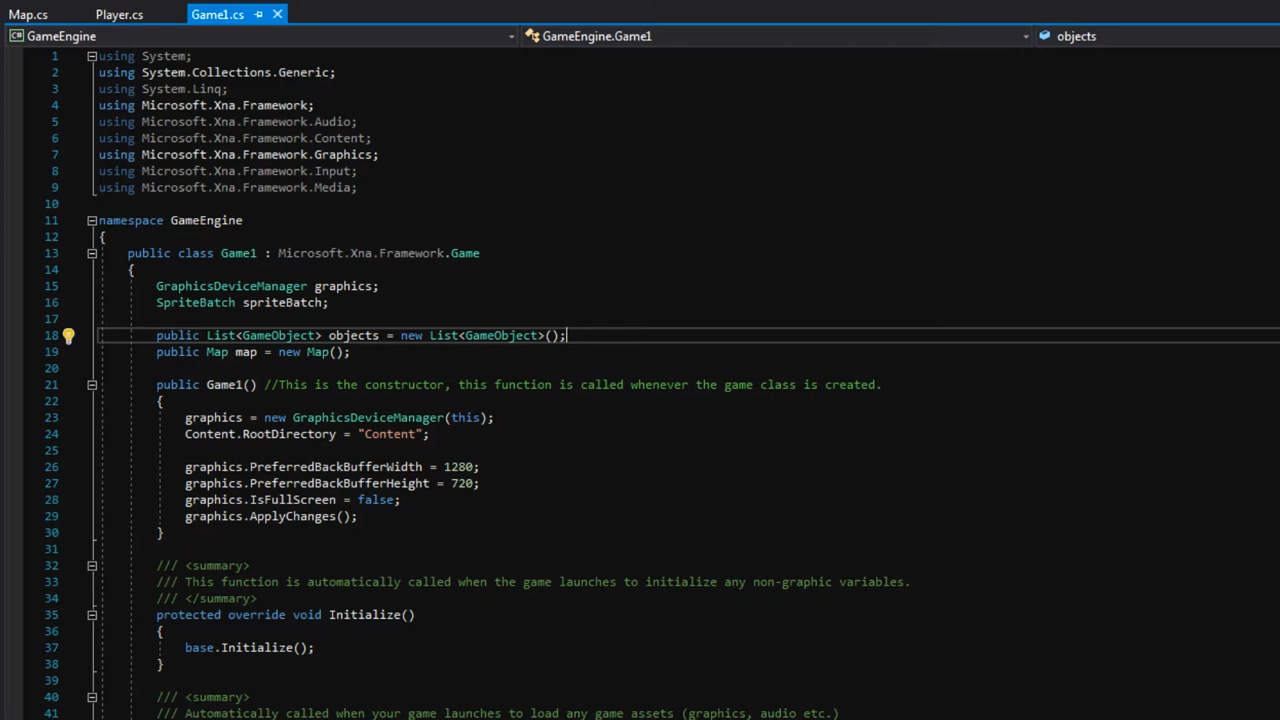 Map.cs Player.cs Game1.cs
GameEngine GameEngine.Game1 objects
1 using System;
2 using System.Collections.Generic;
3 using System.Linq;
4 using Microsoft.Xna.Framework;
5 using Microsoft.Xna.Framework.Audio;
6 using Microsoft.Xna.Framework.Content;
7 using Microsoft.Xna.Framework.Graphics;
8 using Microsoft.Xna.Framework.Input;
9 using Microsoft.Xna.Framework.Media;
10
11 namespace GameEngine
12 {
13 public class Game1 : Microsoft.Xna.Framework.Game
14 {
15 GraphicsDeviceManager graphics;
16 SpriteBatch spriteBatch;
17
18 public List<GameObject> objects = new List<GameObject>();
19 public Map map = new Map();
20
21 public Game1() //This is the constructor, this function is called whenever the game class is created.
22 {
23 graphics = new GraphicsDeviceManager(this);
24 Content.RootDirectory = "Content";
25
26 graphics.PreferredBackBufferWidth = 1280;
27 graphics.PreferredBackBufferHeight = 720;
28 graphics.IsFullScreen = false;
29 graphics.ApplyChanges();
30 }
31
32 /// <summary>
33 /// This function is automatically called when the game launches to initialize any non-graphic variables.
34 /// </summary>
35 protected override void Initialize()
36 {
37 base.Initialize();
38 }
39
40 /// <summary>
41 /// Automatically called when your game launches to load any game assets (graphics, audio etc.)